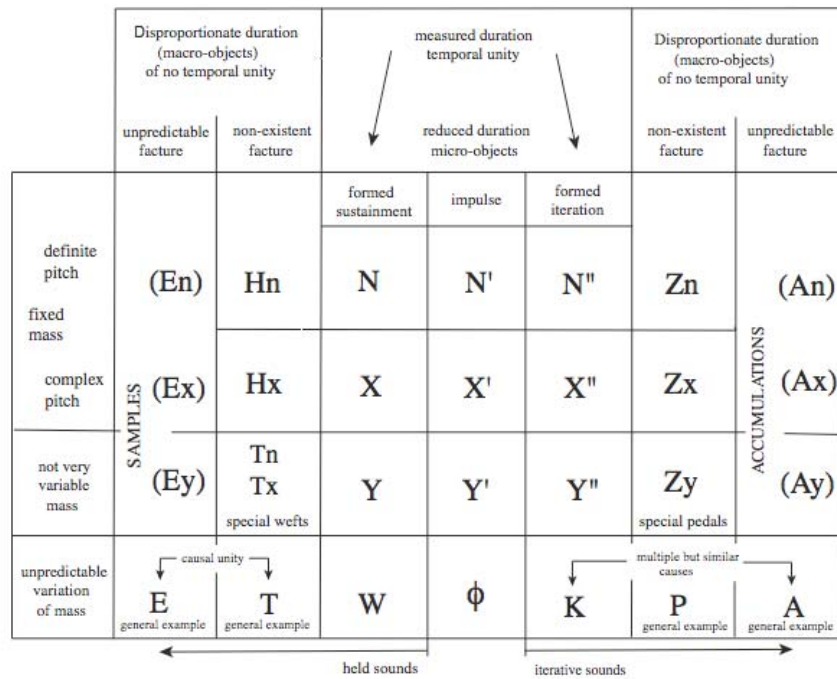 Disproportionate duration
(macro-objects)
of no temporal unity
measured duration
temporal unity
Disproportionate duration
(macro-objects)
of no temporal unity
unpredictable
facture
non-existent
facture
reduced duration
micro-objects
non-existent
facture
unpredictable
facture
formed
sustainment
impulse
formed
iteration
definite
pitch
(En)
Hn
N
N'
N"
Zn
(An)
fixed
mass
complex
pitch
SAMPLES
(Ex)
Hx
X
X'
X"
Zx
ACCUMULATIONS
(Ax)
not very
variable
mass
(Ey)
Tn
Tx
special wefts
Y
Y'
Y"
Zy
special pedals
(Ay)
unpredictable
variation
of mass
causal unity
E
general example
T
general example
W
ϕ
multiple but similar
causes
K
P
general example
A
general example
held sounds
iterative sounds